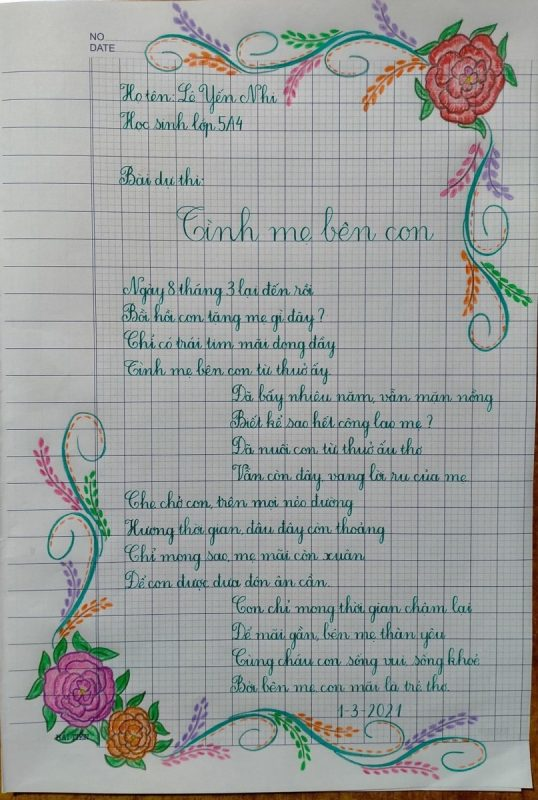 NO
DATE
Họ tên: Lê Yến Nhi
Học sinh lớp 5A4
Bài dự thi:
Tình mẹ bên con
Ngày 8 tháng 3 lại đến rồi
Bồi hồi con tặng mẹ gì đây?
Chỉ có trái tim mãi dong đầy
Tình mẹ bên con từ thuở ấy.
Đã bấy nhiêu năm, vẫn mặn nồng
Biết kể sao hết công lao mẹ?
Đã nuôi con từ thưở ấu thơ
Vẫn còn đây, vang lời ru của mẹ
Che chở con, trên mọi nẻo đường
Hương thời gian, đâu đây còn thoảng
Chỉ mong sao, mẹ mãi còn xuân
Để con được đưa đón ân cần.
Con chỉ mong thời gian chậm lại
Để mãi gần, bên mẹ thân yêu
Cùng cháu con, sống vui, sống khoẻ
Bởi bên mẹ, con mãi là trẻ thơ.
1-3-2021
HẢI TIẾN